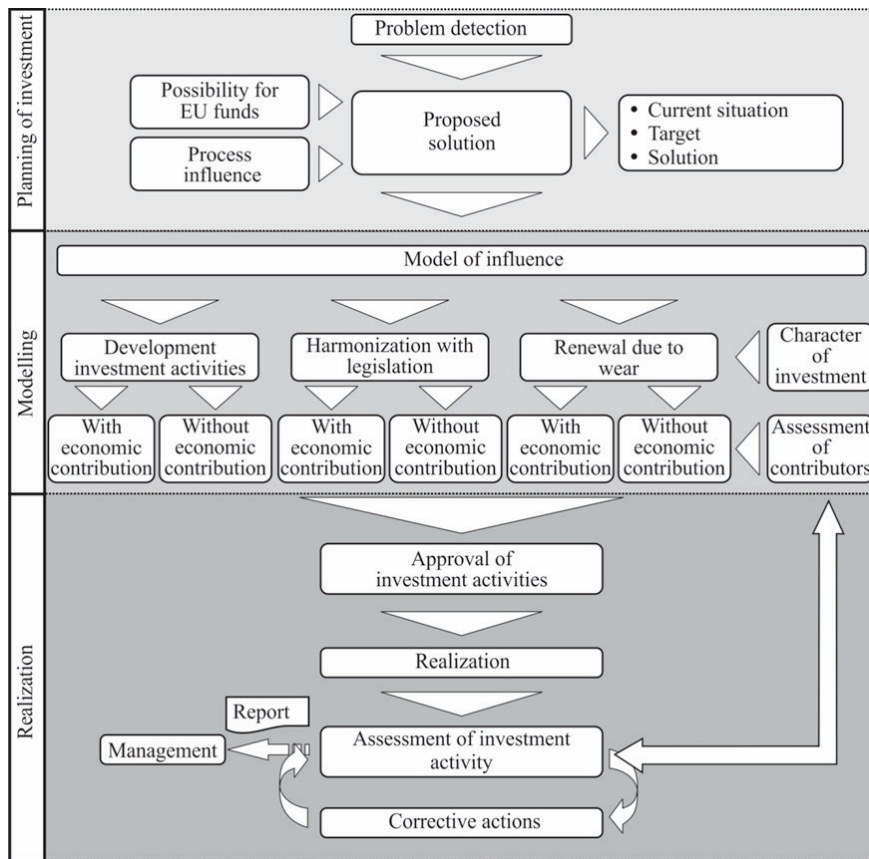 Planning of investment
Problem detection
Possibility for
EU funds
Process
influence
Proposed
solution
• Current situation
• Target
• Solution
Modelling
Model of influence
Development
investment activities
Harmonization with
legislation
Renewal due to
wear
Character
of
investment
With
economic
contribution
Without
economic
contribution
With
economic
contribution
Without
economic
contribution
With
economic
contribution
Without
economic
contribution
Assessment
of
contributors
Realization
Approval of
investment activities
Realization
Report
Management
Assessment of investment
activity
Corrective actions